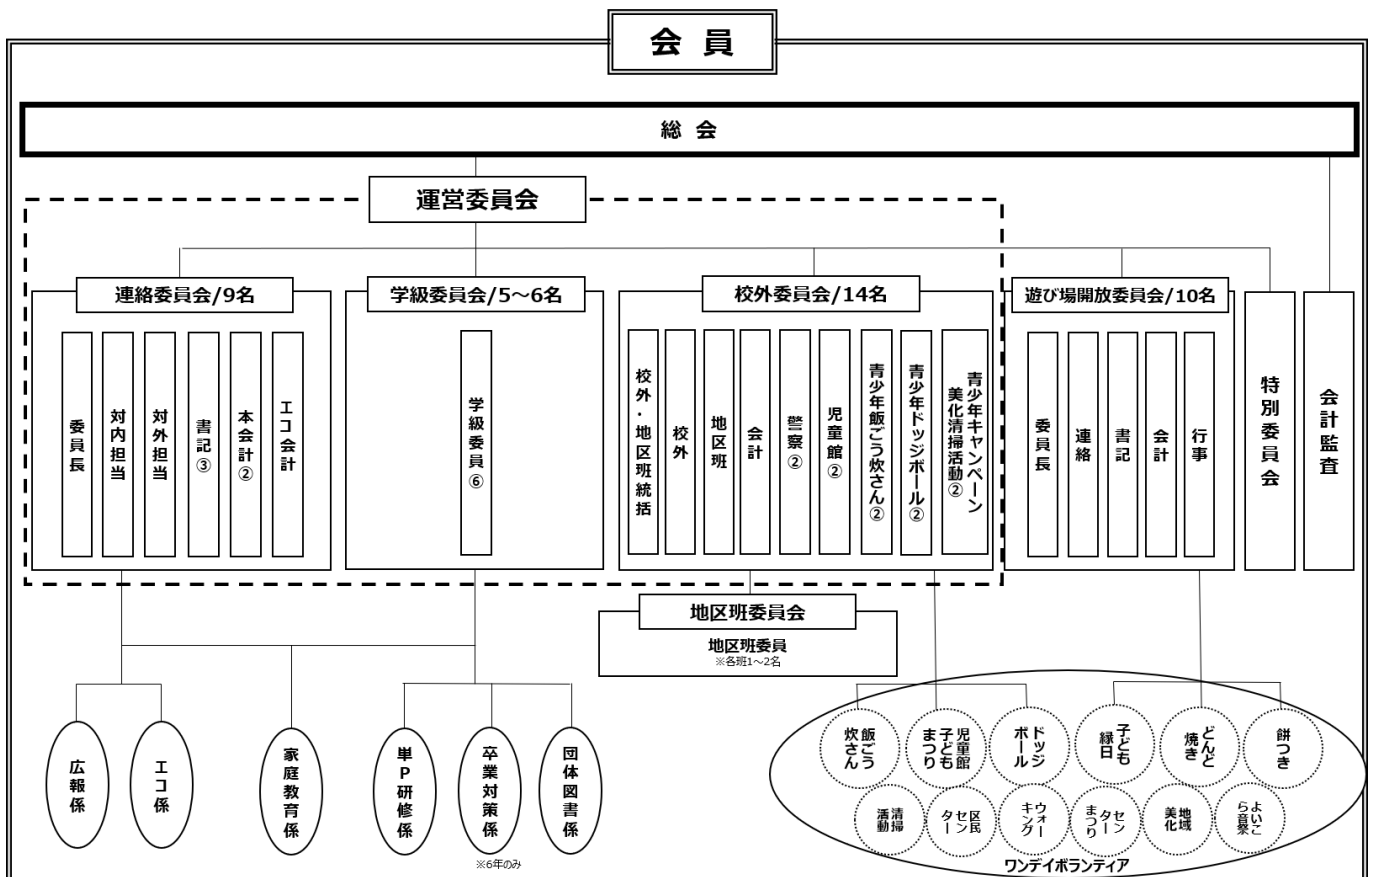 会 員
総 会
運営委員会
連絡委員会/9名
学級委員会/5~6名
校外委員会/14名
遊び場開放委員会/10名
特別委員会
会計監査
委員長
対内担当
対外担当
書記③
本会計②
エコ会計
学級委員⑥
校外・地区班統括
校外
地区班
会計
警察②
児童館②
青少年飯ごう炊さん②
青少年ドッジボール②
青少年キャンペーン
美化清掃活動②
委員長
連絡
書記
会計
行事
地区班委員会
地区班委員
※各班1~2名
広報係
エコ係
家庭教育係
単P研修係
卒業対策係
※6年のみ
団体図書係
飯ごう
炊さん
児童館
子ども
まつり
ドッジ
ボール
子ども
縁日
どんど
焼き
餅つき
清掃
活動
区民
セン
ター
ウォー
キング
セン
ター
まつり
地域
美化
よいこ
ら音祭
ワンデイボランティア